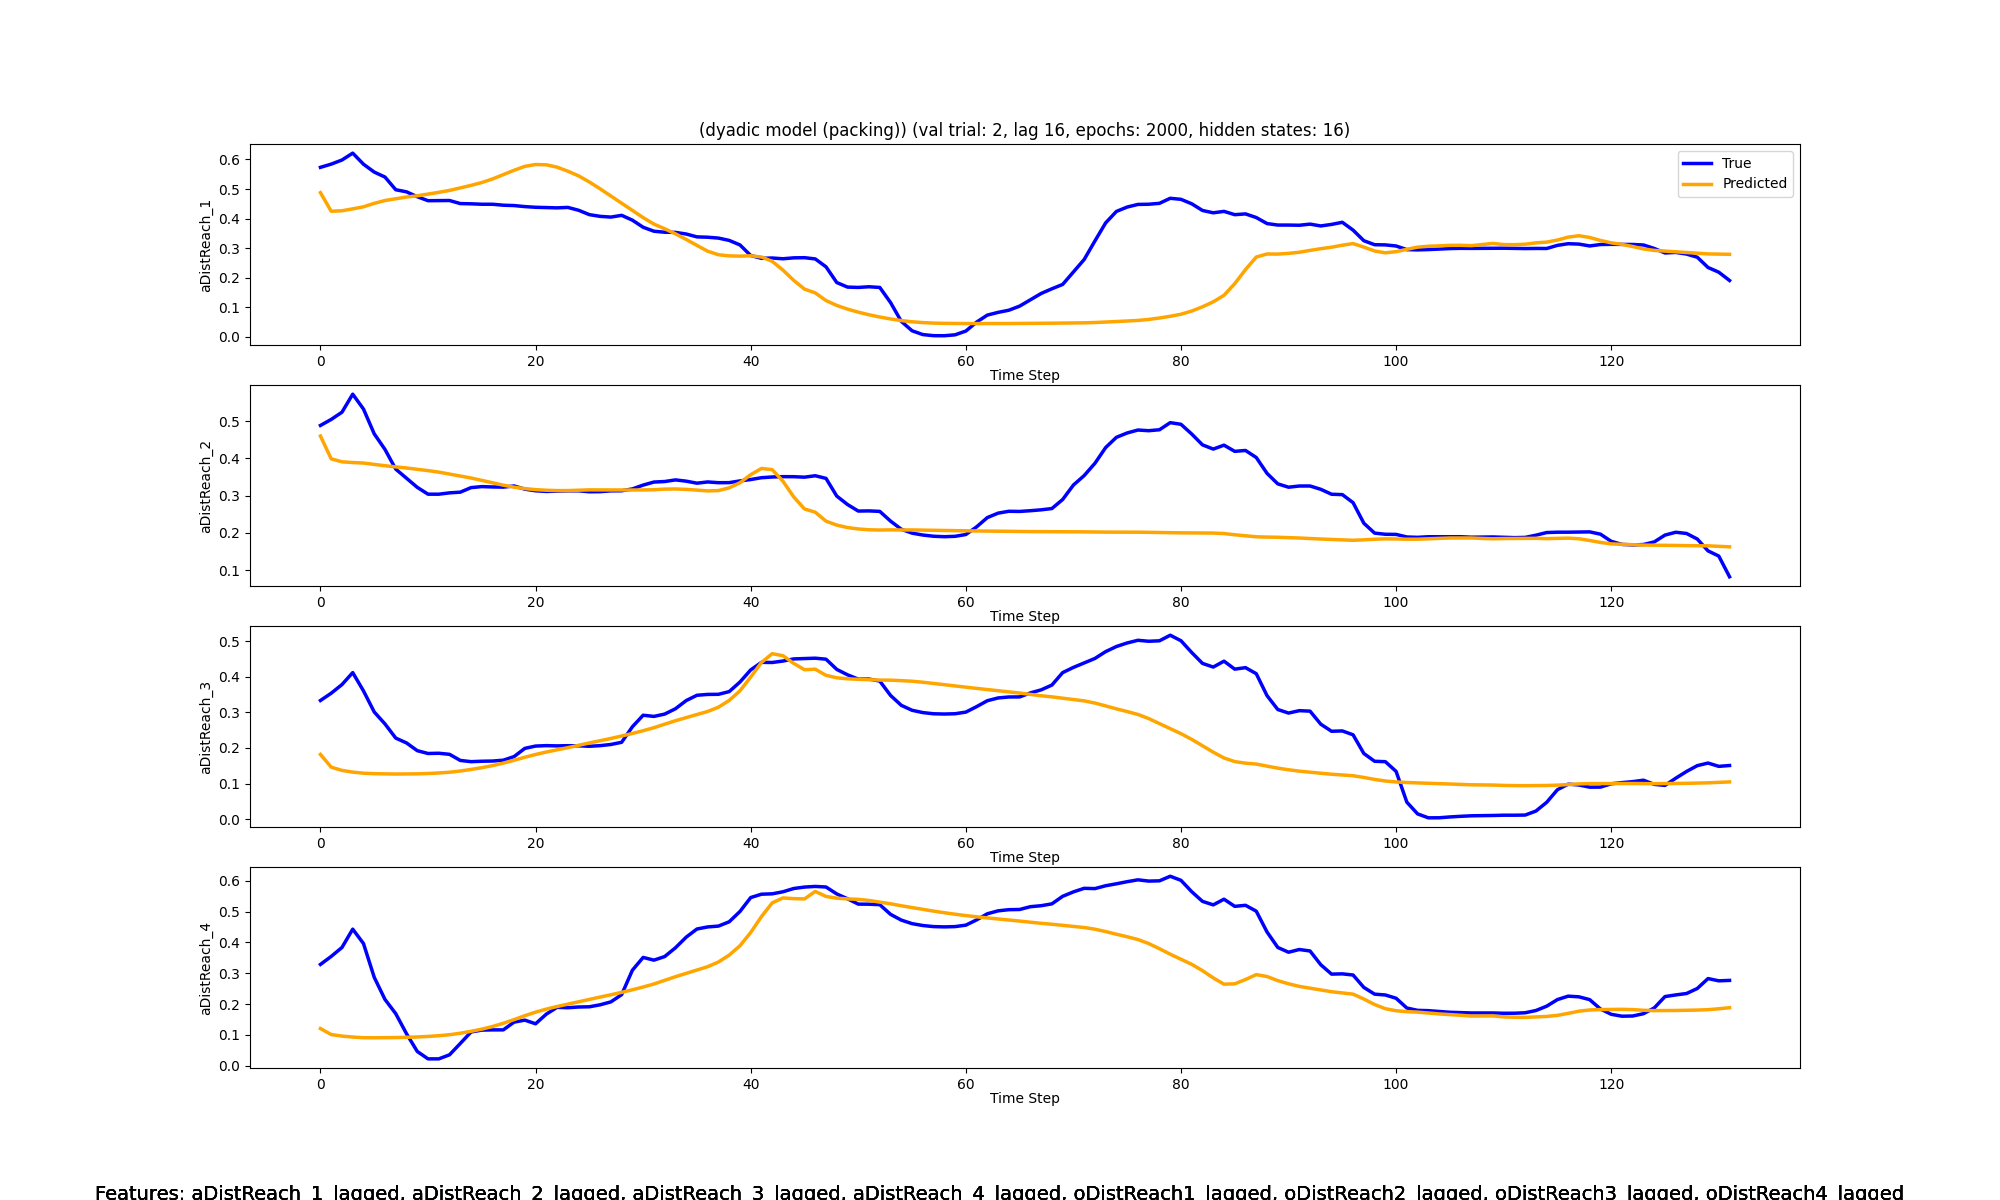 (dyadic model (packing)) (val trial: 2, lag 16, epochs: 2000, hidden states: 16)
True
Predicted
aDistReach_1
0.6
0.5
0.4
0.3
0.2
0.1
0.0
0 20 40 60 80 100 120
Time Step
aDistReach_2
0.5
0.4
0.3
0.2
0.1
0 20 40 60 80 100 120
Time Step
aDistReach_3
0.5
0.4
0.3
0.2
0.1
0.0
0 20 40 60 80 100 120
Time Step
aDistReach_4
0.6
0.5
0.4
0.3
0.2
0.1
0.0
0 20 40 60 80 100 120
Time Step
Features: aDistReach_1_lagged, aDistReach_2_lagged, aDistReach_3_lagged, aDistReach_4_lagged, oDistReach1_lagged, oDistReach2_lagged, oDistReach3_lagged, oDistReach4_lagged